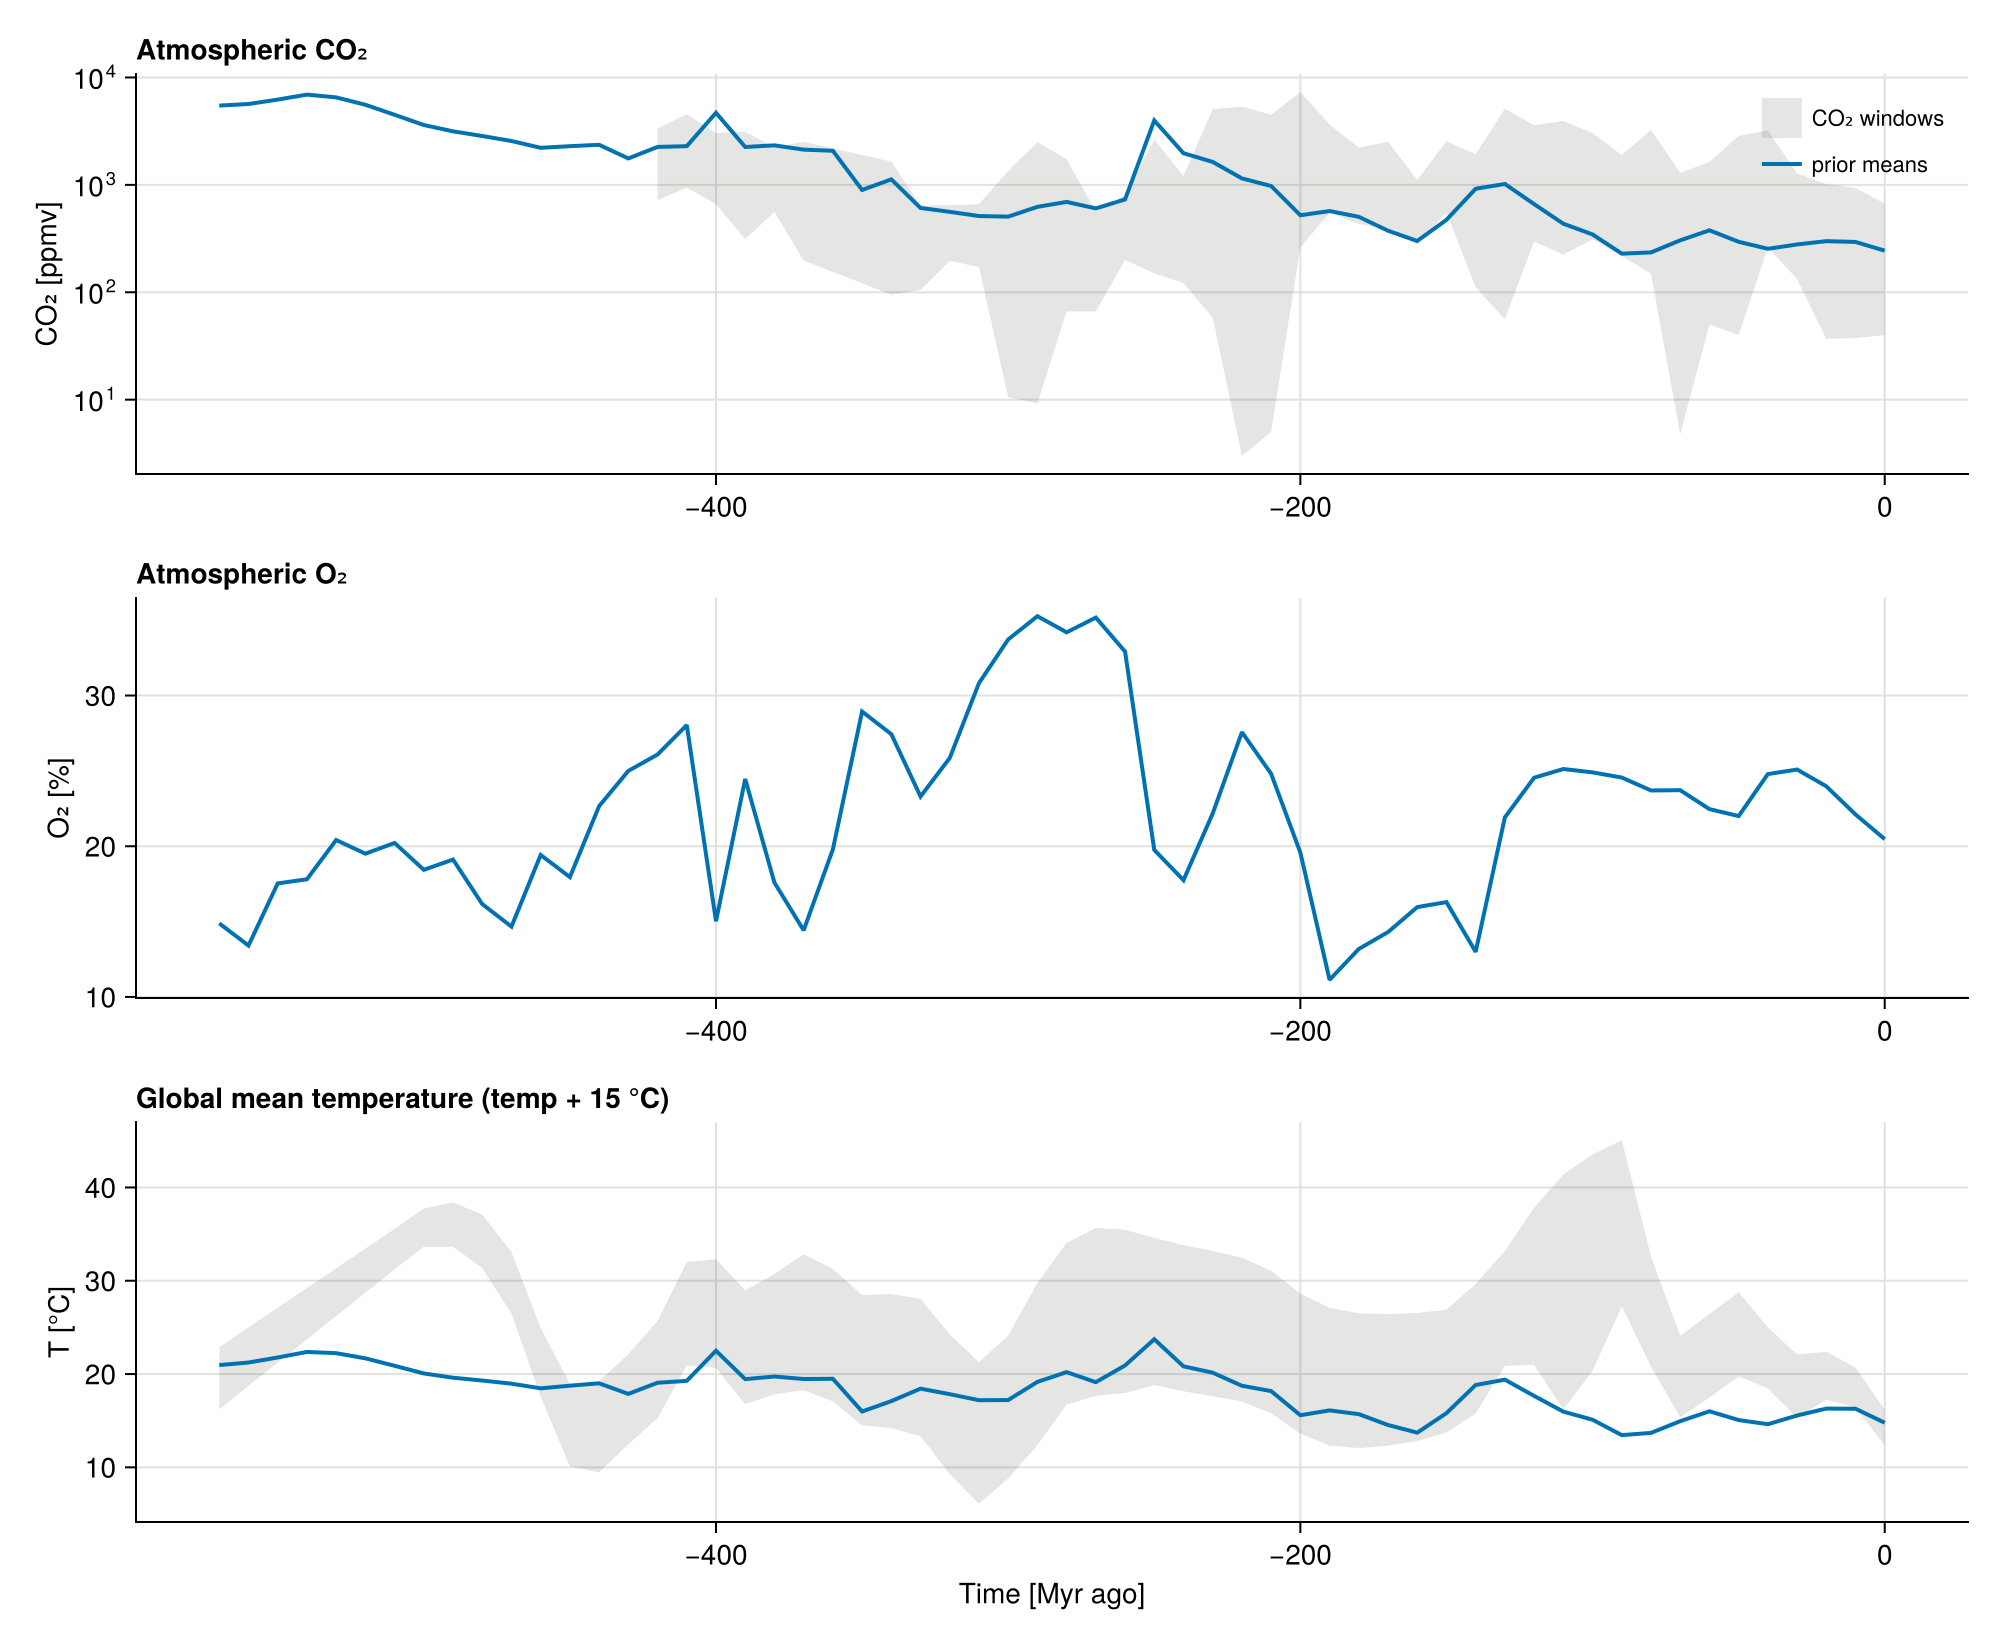 Atmospheric CO₂
10⁴
10³
10²
10¹
CO₂ [ppmv]
CO₂ windows
prior means
−400
−200
0
Atmospheric O₂
30
20
10
O₂ [%]
−400
−200
0
Global mean temperature (temp + 15 °C)
40
30
20
10
T [°C]
−400
−200
0
Time [Myr ago]